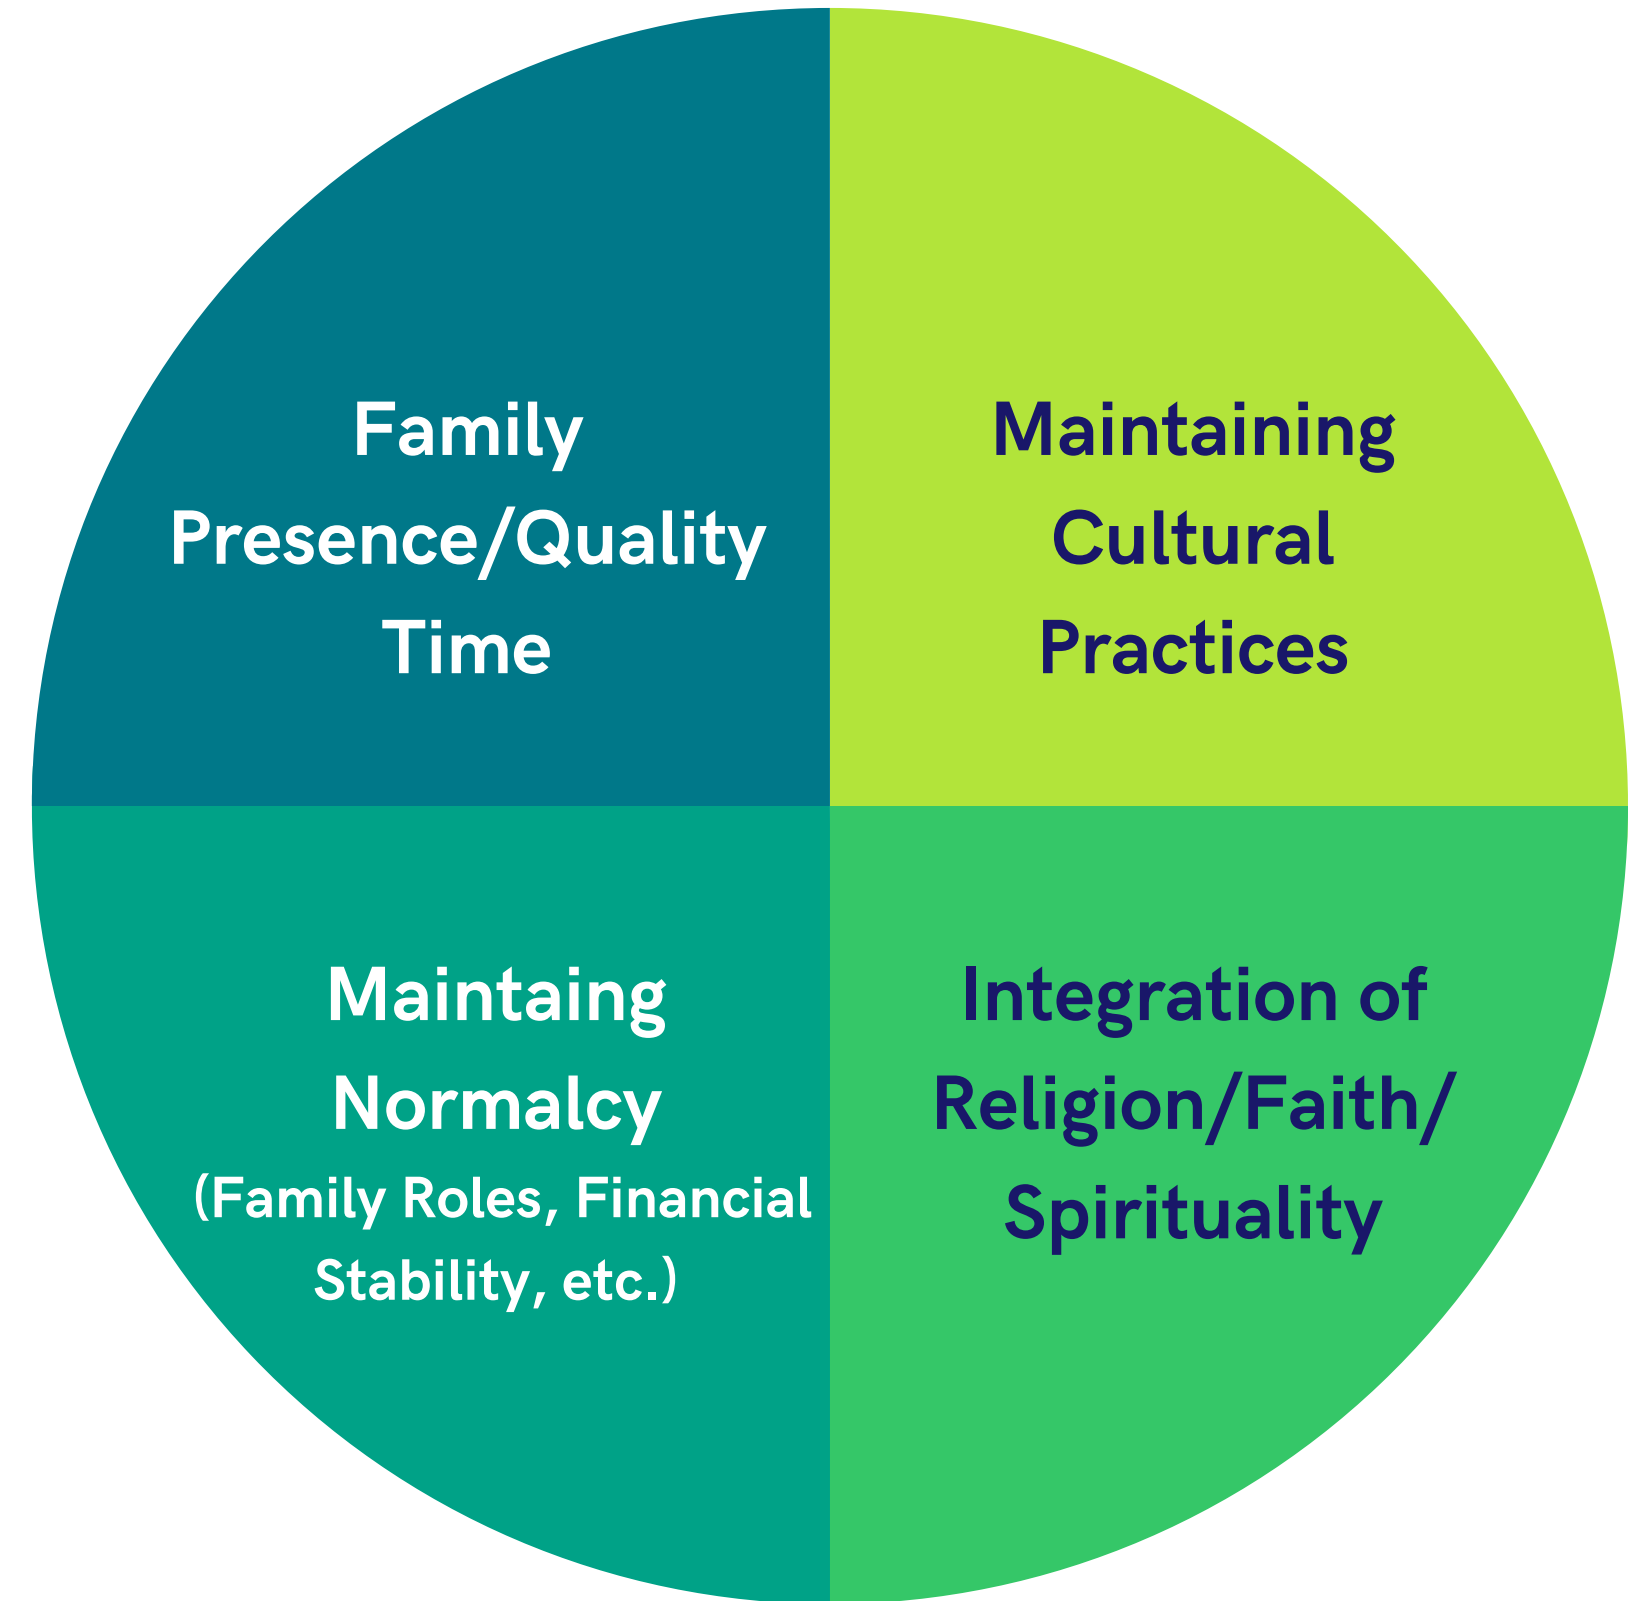 Family
Presence/Quality
Time
Maintaining
Cultural
Practices
Maintaing
Normalcy
(Family Roles, Financial
Stability, etc.)
Integration of
Religion/Faith/
Spirituality